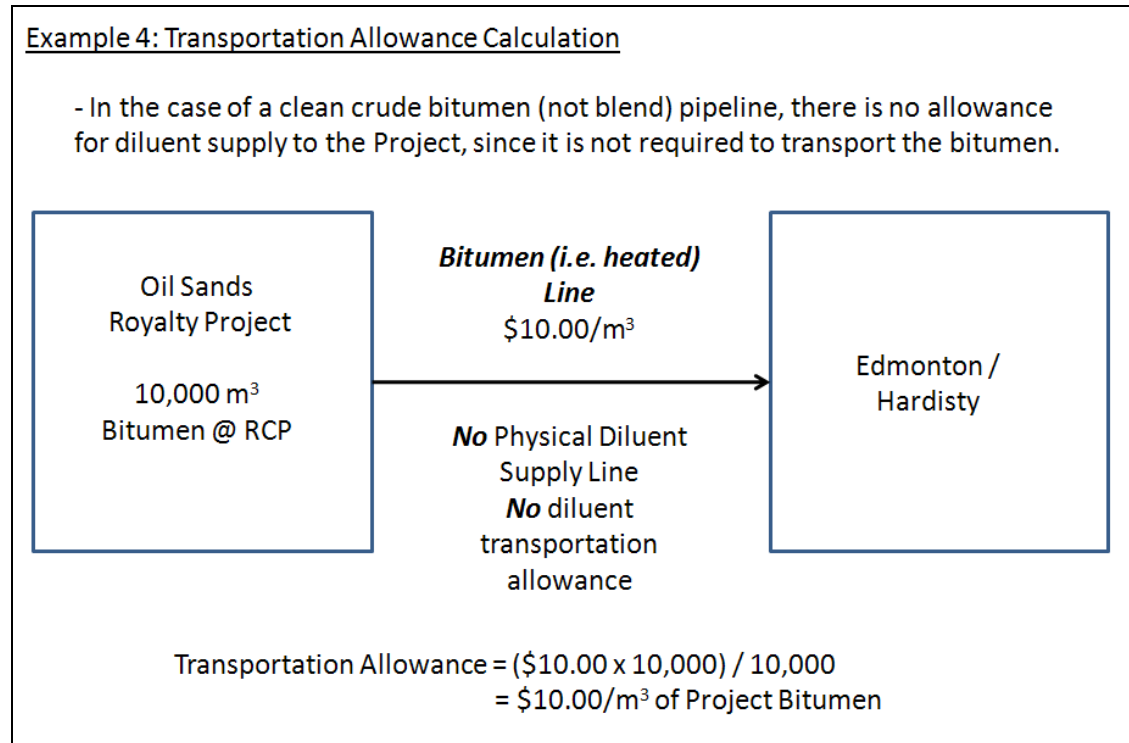 Example 4: Transportation Allowance Calculation
- In the case of a clean crude bitumen (not blend) pipeline, there is no allowance
for diluent supply to the Project, since it is not required to transport the bitumen.
Oil Sands
Royalty Project
10,000 m³
Bitumen @ RCP
Bitumen (i.e. heated)
Line
$10.00/m³
No Physical Diluent
Supply Line
No diluent
transportation
allowance
Edmonton /
Hardisty
Transportation Allowance = ($10.00 x 10,000) / 10,000
= $10.00/m³ of Project Bitumen